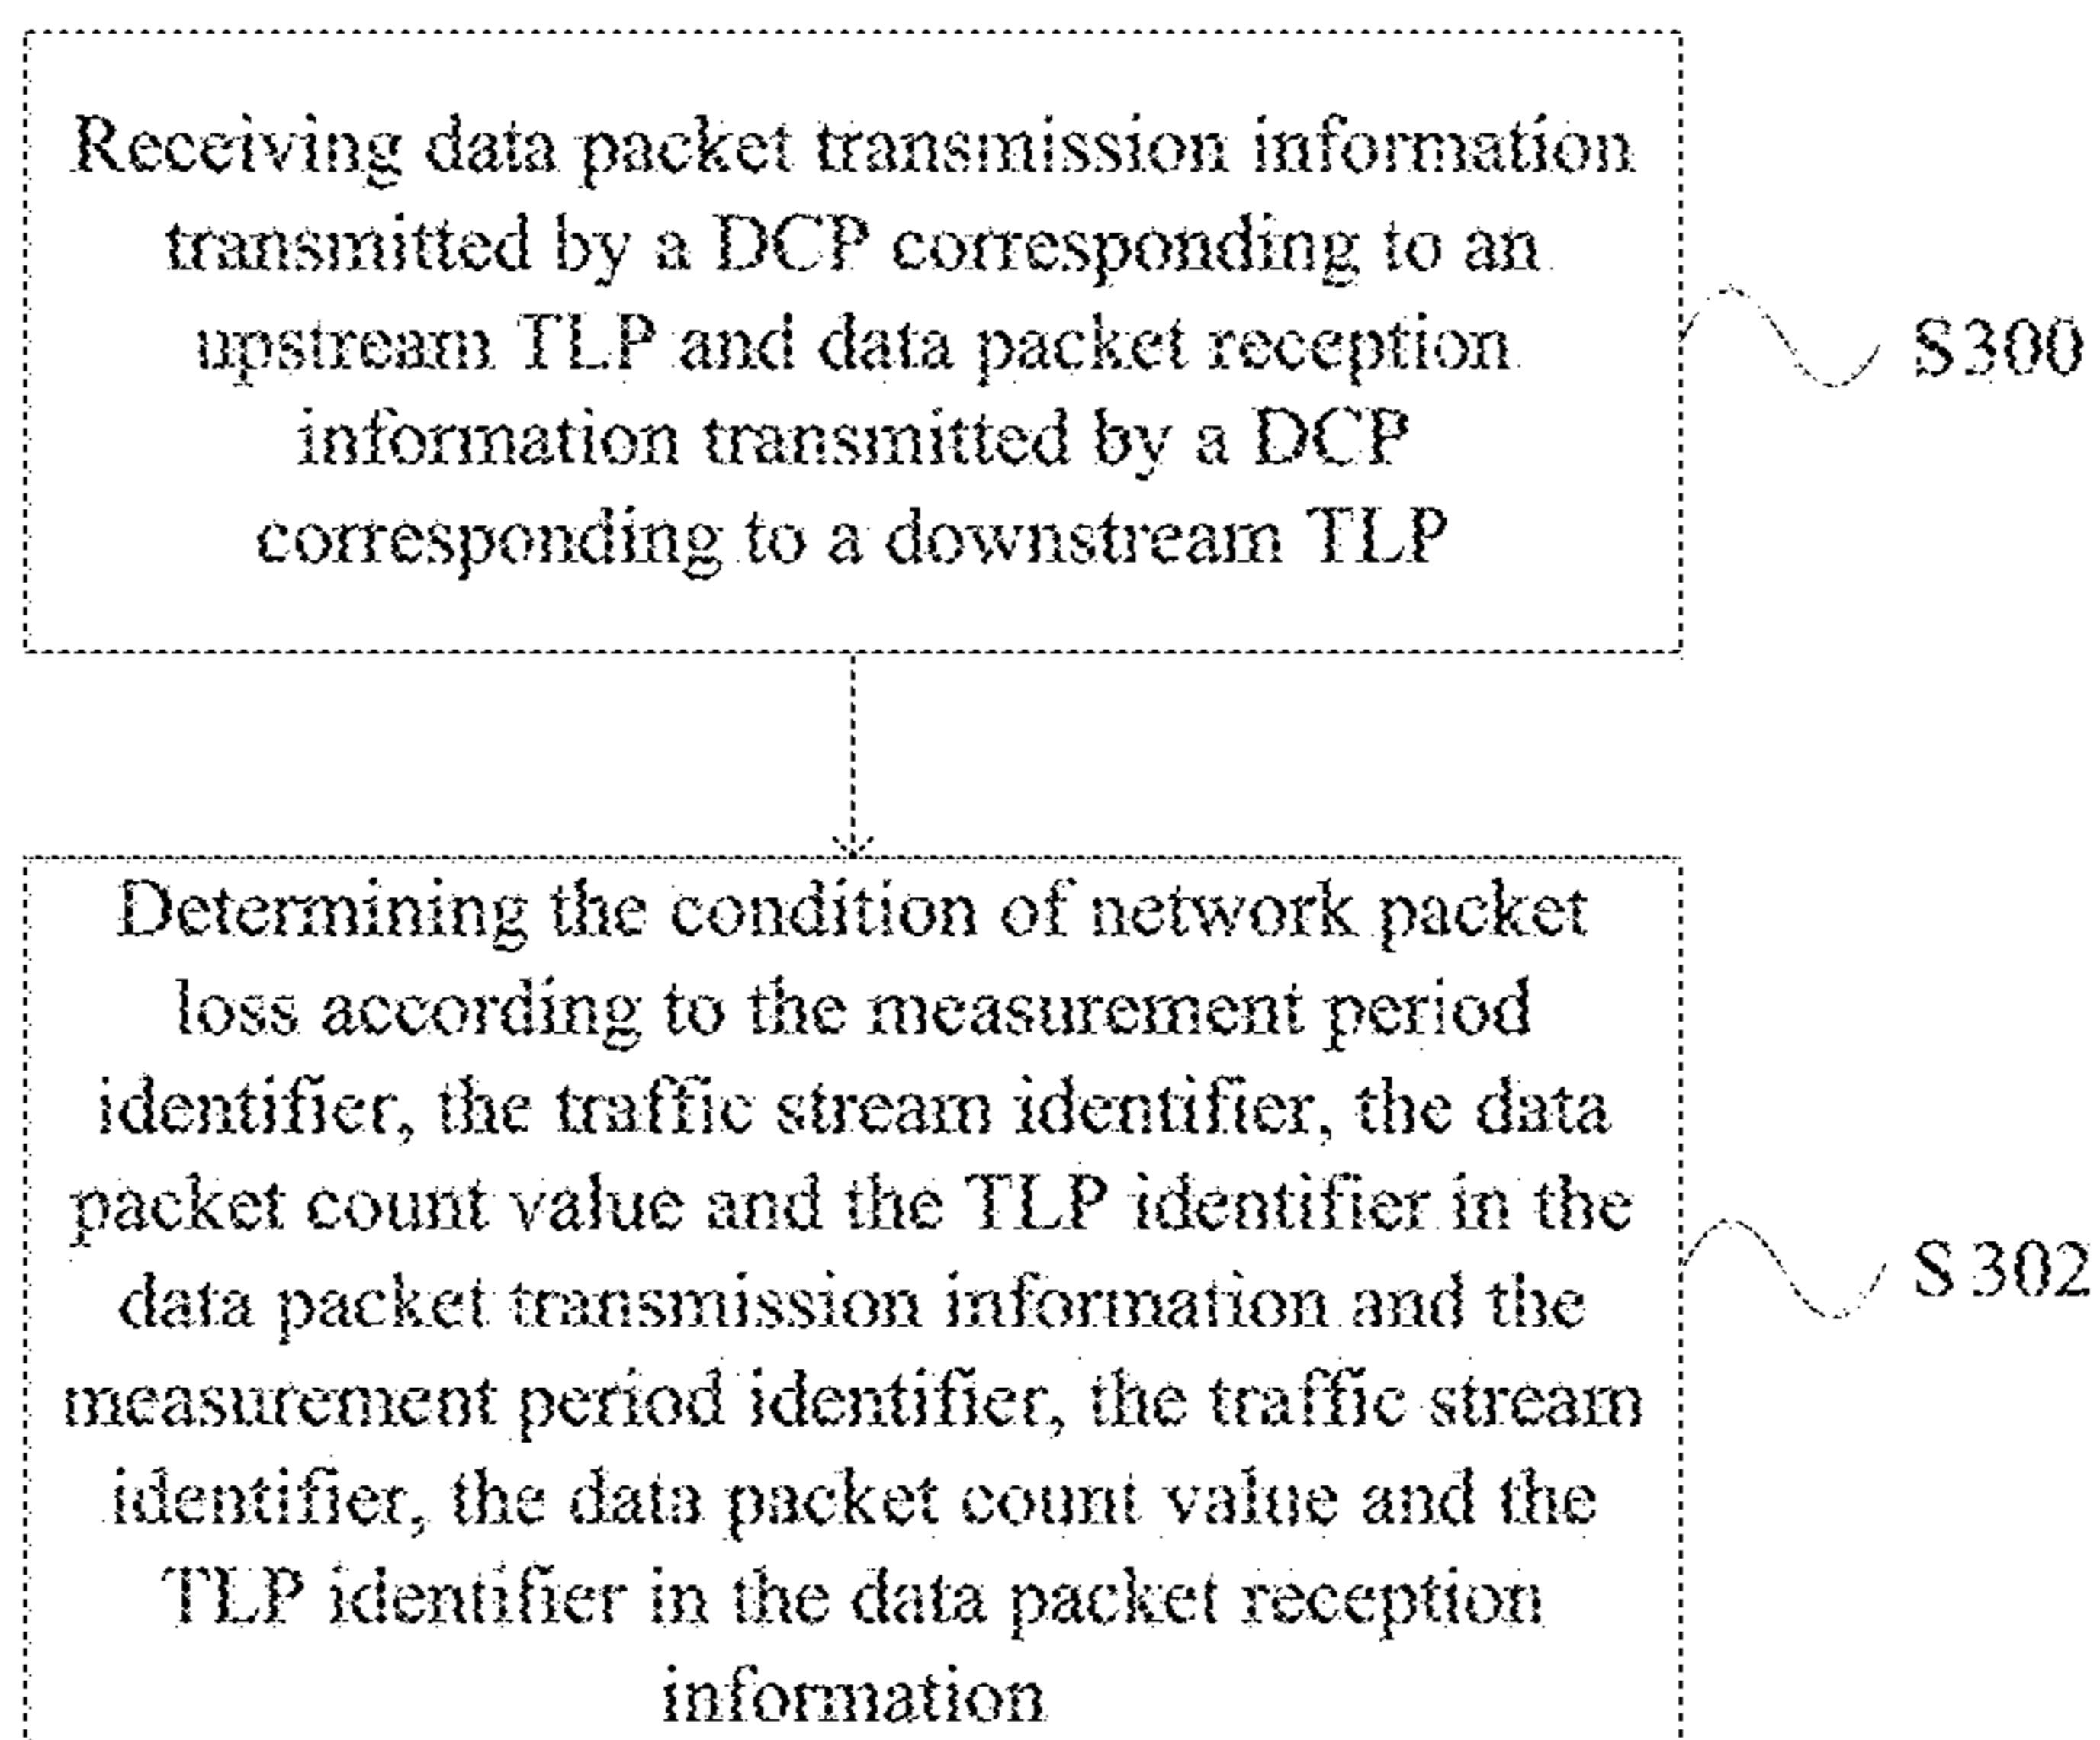 Receiving data packet transmission information
transmitted by a DCP corresponding to an
upstream TLP and data packet reception
information transmitted by a DCP
corresponding to a downstream TLP
S300
Determining the condition of network packet
loss according to the measurement period
identifier, the traffic stream identifier, the data
packet count value and the TLP identifier in the
data packet transmission information and the
measurement period identifier, the traffic stream
identifier, the data packet count value and the
TLP identifier in the data packet reception
information
S302